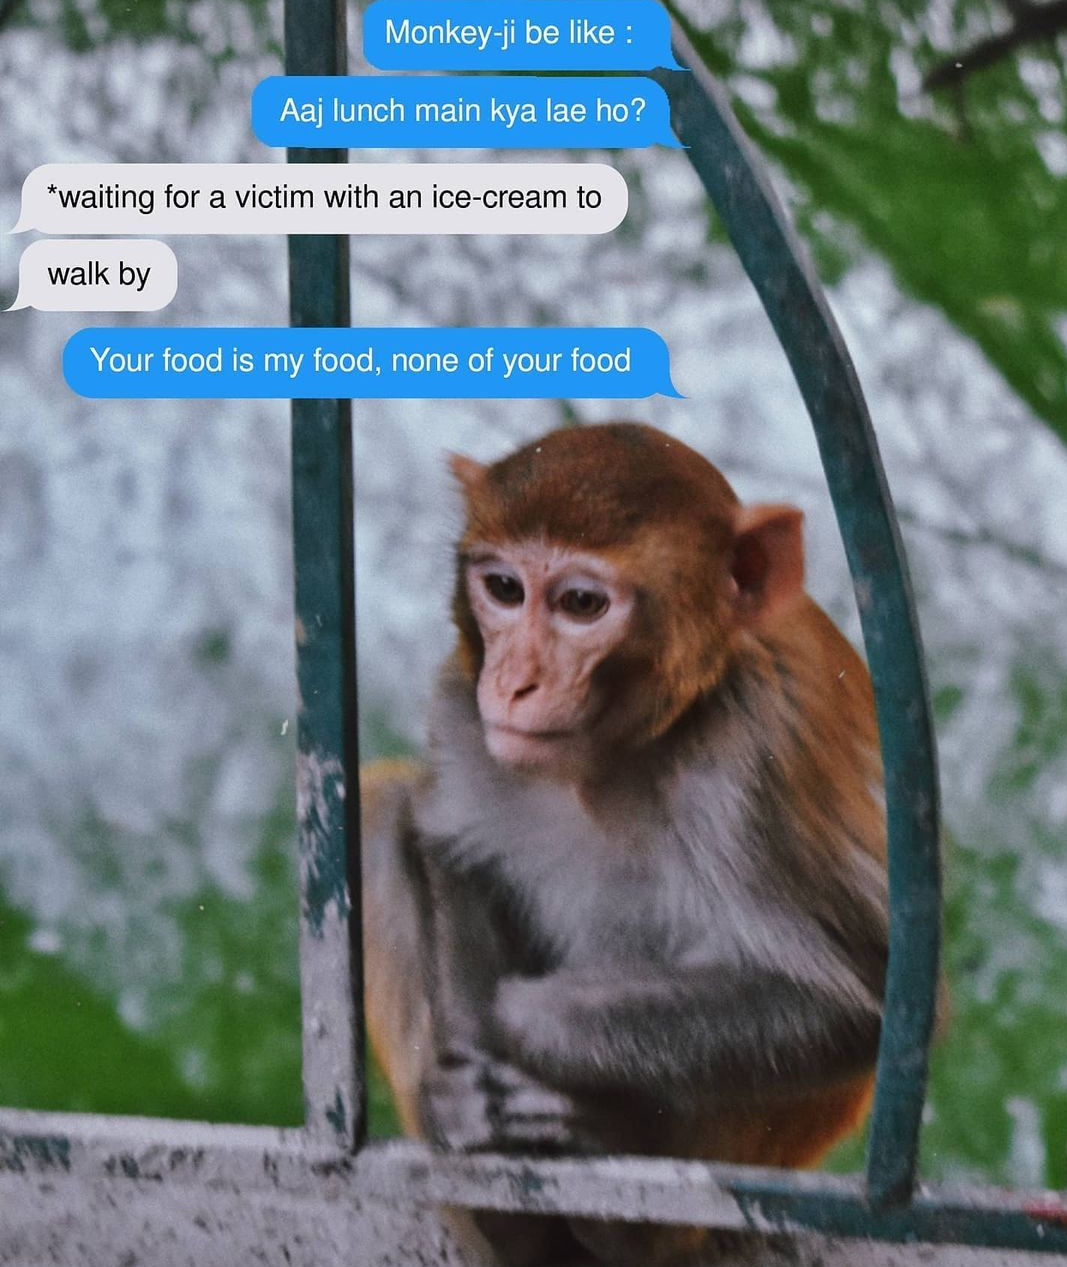 Monkey-ji be like :
Aaj lunch main kya lae ho?
*waiting for a victim with an ice-cream to
walk by
Your food is my food, none of your food